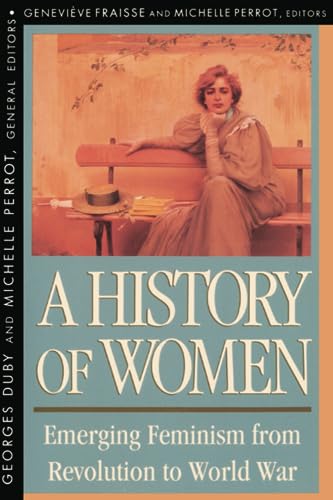 GENEVIÈVE FRAISSE AND MICHELLE PERROT, EDITORS
GEORGES DUBY AND MICHELLE PERROT, GENERAL EDITORS •
A HISTORY
OF WOMEN
Emerging Feminism from
Revolution to World War